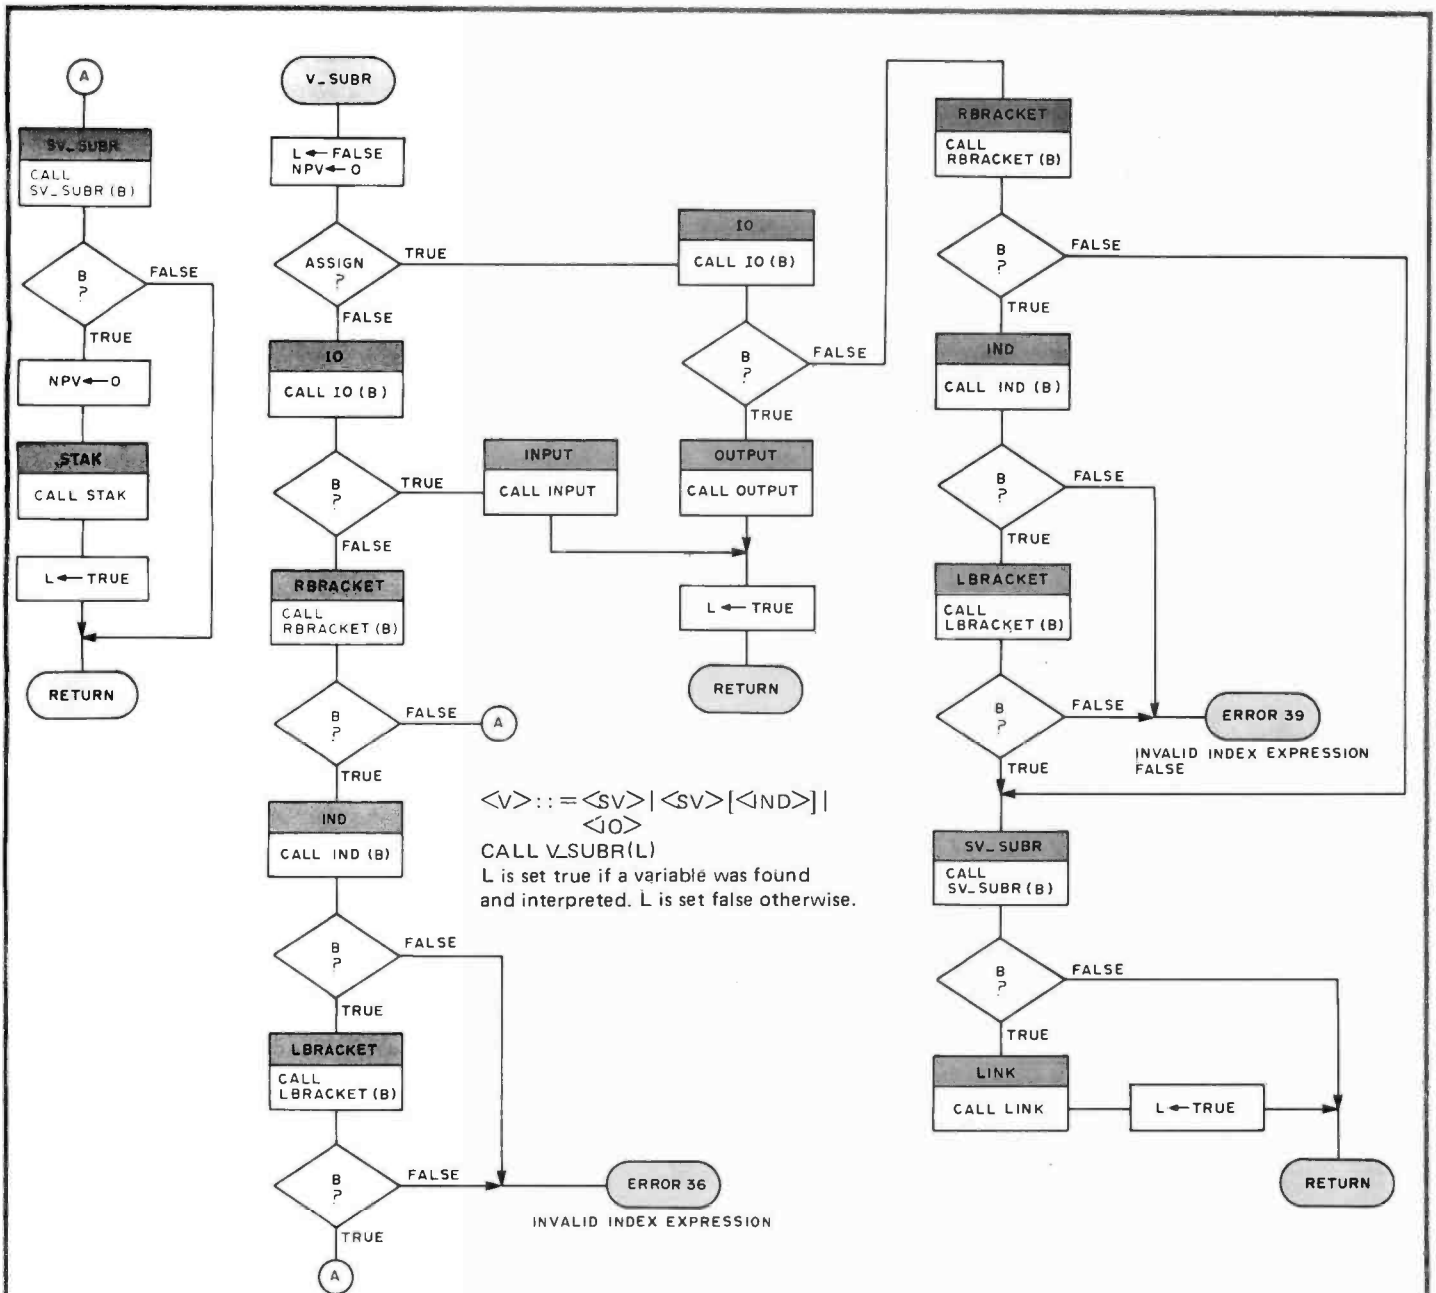 A
SV_SUBR
CALL
SV_SUBR (B)
B
?
FALSE
TRUE
NPV←0
STAK
CALL STAK
L←TRUE
RETURN
V_SUBR
L←FALSE
NPV←0
ASSIGN
?
TRUE
FALSE
IO
CALL IO (B)
B
?
TRUE
FALSE
INPUT
CALL INPUT
RBRACKET
CALL
RBRACKET (B)
B
?
FALSE
A
TRUE
IND
CALL IND (B)
B
?
FALSE
TRUE
LBRACKET
CALL
LBRACKET (B)
B
?
FALSE
ERROR 36
INVALID INDEX EXPRESSION
TRUE
A
IO
CALL IO (B)
B
?
FALSE
TRUE
OUTPUT
CALL OUTPUT
L←TRUE
RETURN
<V>::=<SV>|<SV>[<IND>]|
<IO>
CALL V_SUBR(L)
L is set true if a variable was found
and interpreted. L is set false otherwise.
RBRACKET
CALL
RBRACKET (B)
B
?
FALSE
TRUE
IND
CALL IND (B)
B
?
FALSE
TRUE
LBRACKET
CALL
LBRACKET (B)
B
?
FALSE
ERROR 39
INVALID INDEX EXPRESSION
FALSE
TRUE
SV_SUBR
CALL
SV_SUBR (B)
B
?
FALSE
TRUE
LINK
CALL LINK
L←TRUE
RETURN